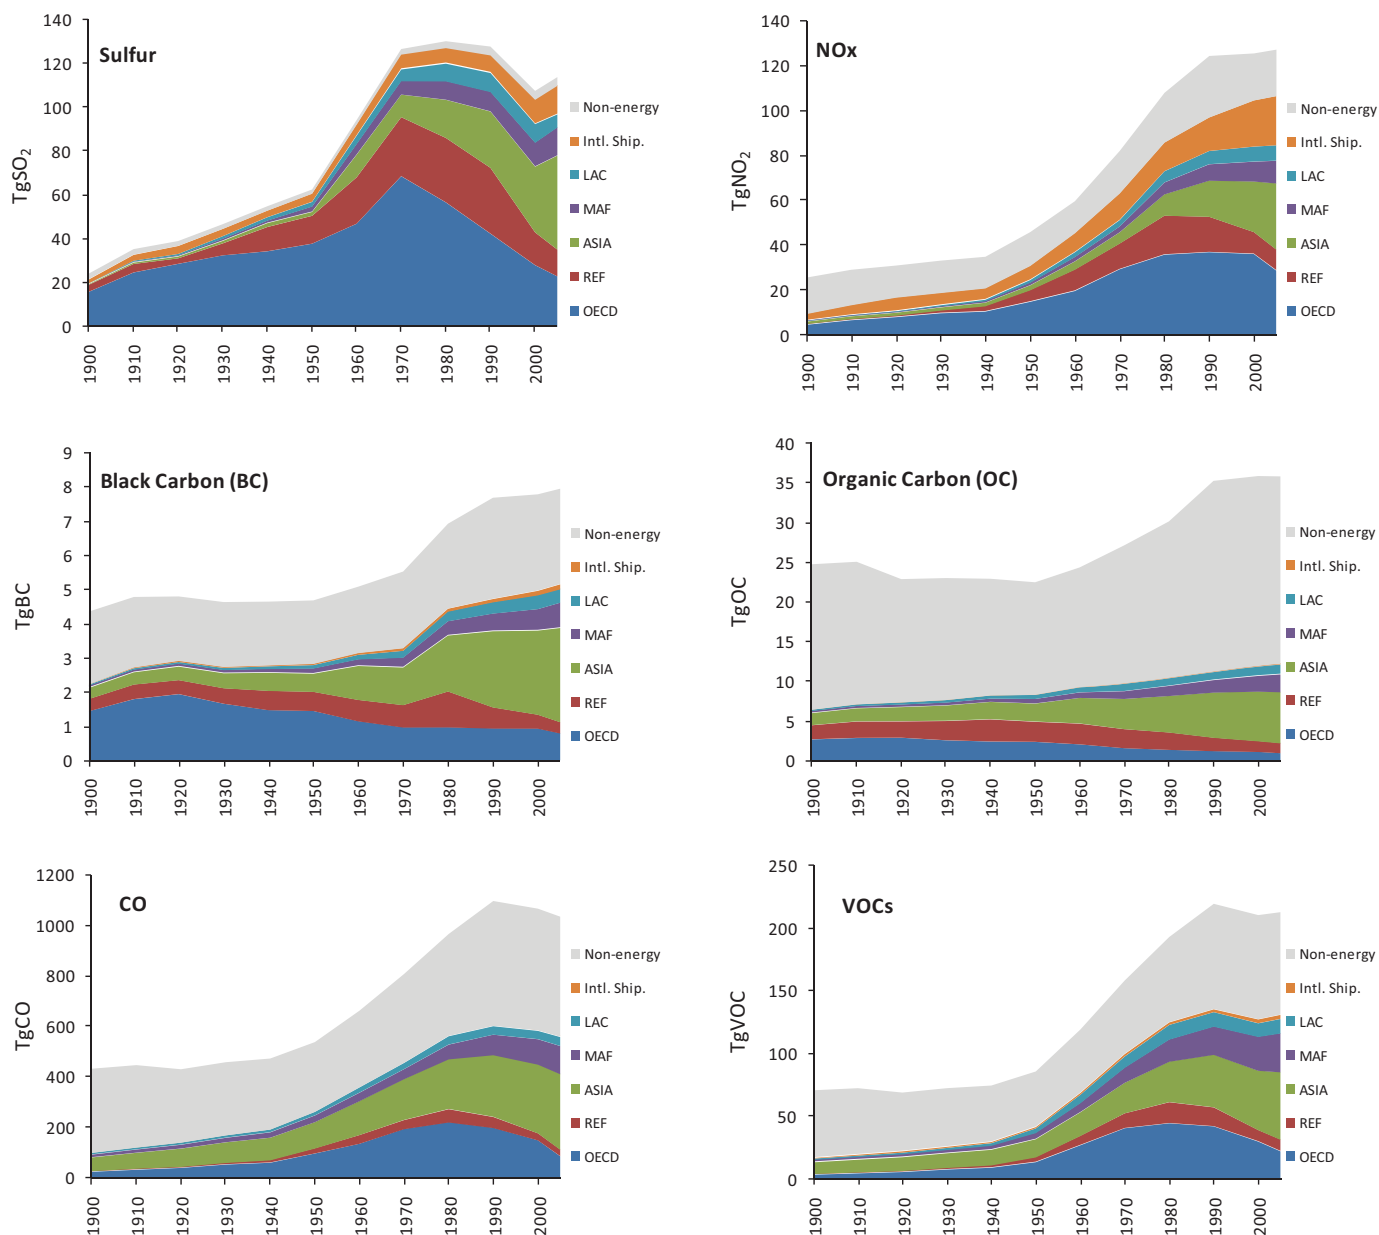 Sulfur
TgSO2
140
120
100
80
60
40
20
0
1900
1910
1920
1930
1940
1950
1960
1970
1980
1990
2000
Non-energy
Intl. Ship.
LAC
MAF
ASIA
REF
OECD
NOx
TgNO2
140
120
100
80
60
40
20
0
1900
1910
1920
1930
1940
1950
1960
1970
1980
1990
2000
Non-energy
Intl. Ship.
LAC
MAF
ASIA
REF
OECD
Black Carbon (BC)
TgBC
9
8
7
6
5
4
3
2
1
0
1900
1910
1920
1930
1940
1950
1960
1970
1980
1990
2000
Non-energy
Intl. Ship.
LAC
MAF
ASIA
REF
OECD
Organic Carbon (OC)
TgOC
40
35
30
25
20
15
10
5
0
1900
1910
1920
1930
1940
1950
1960
1970
1980
1990
2000
Non-energy
Intl. Ship.
LAC
MAF
ASIA
REF
OECD
CO
TgCO
1200
1000
800
600
400
200
0
1900
1910
1920
1930
1940
1950
1960
1970
1980
1990
2000
Non-energy
Intl. Ship.
LAC
MAF
ASIA
REF
OECD
VOCs
TgVOC
250
200
150
100
50
0
1900
1910
1920
1930
1940
1950
1960
1970
1980
1990
2000
Non-energy
Intl. Ship.
LAC
MAF
ASIA
REF
OECD